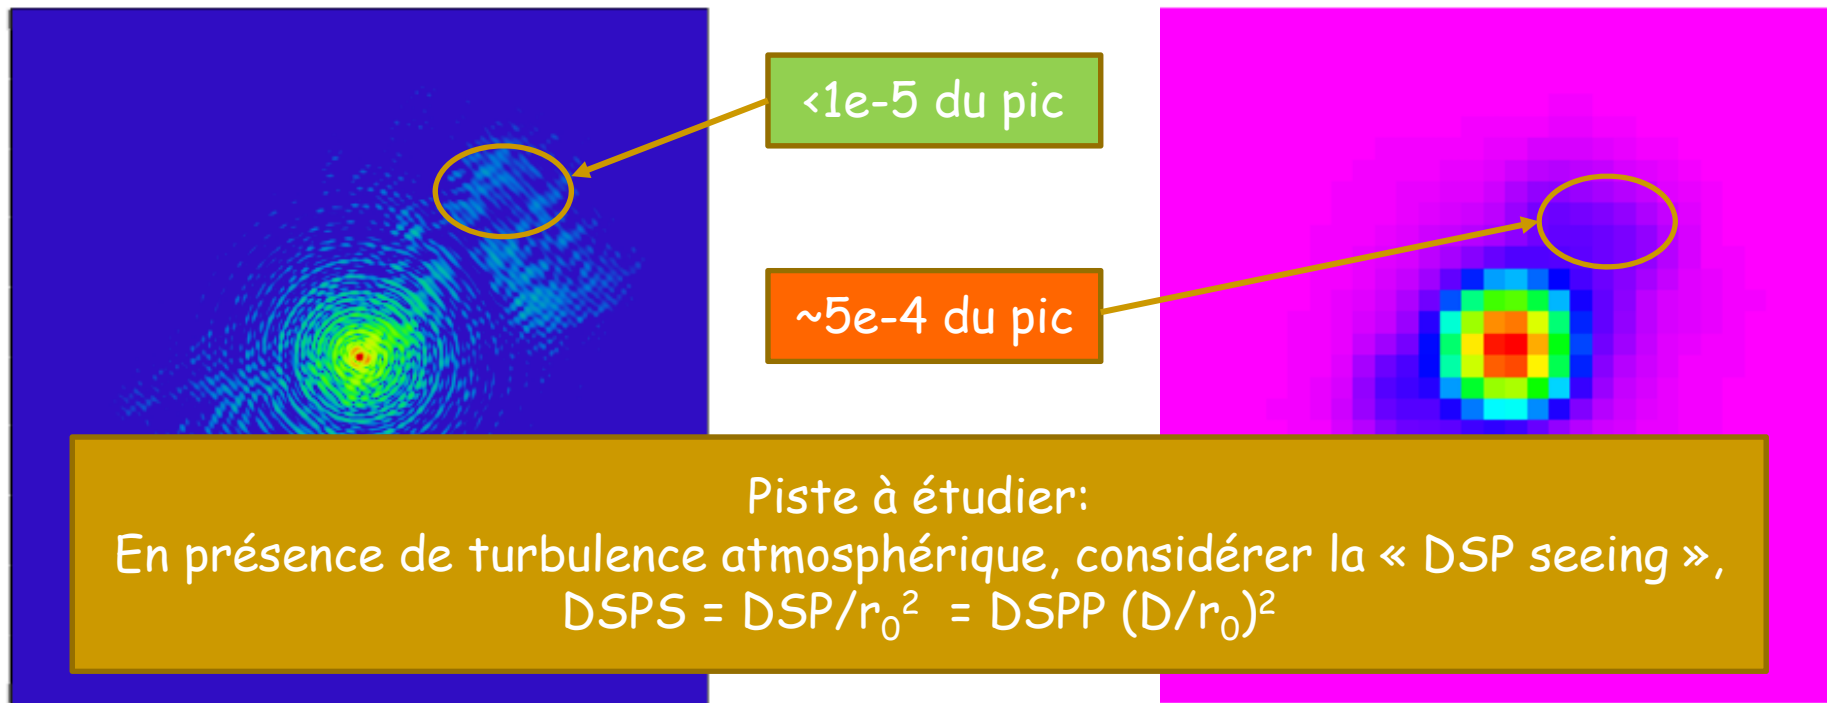 <1e-5 du pic
~5e-4 du pic
Piste à étudier:
En présence de turbulence atmosphérique, considérer la « DSP seeing »,
DSPS = DSP/r₀² = DSPP (D/r₀)²